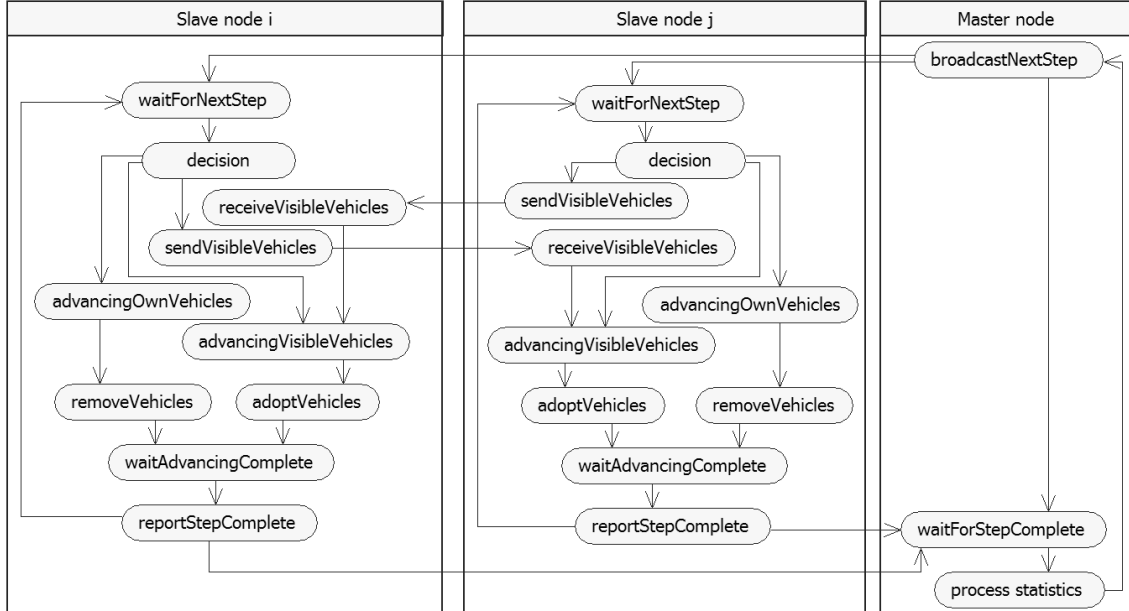 Slave node i
Slave node j
Master node
broadcastNextStep
waitForNextStep
waitForNextStep
decision
decision
receiveVisibleVehicles
sendVisibleVehicles
sendVisibleVehicles
receiveVisibleVehicles
advancingOwnVehicles
advancingOwnVehicles
advancingVisibleVehicles
advancingVisibleVehicles
removeVehicles
adoptVehicles
adoptVehicles
removeVehicles
waitAdvancingComplete
waitAdvancingComplete
reportStepComplete
reportStepComplete
waitForStepComplete
process statistics